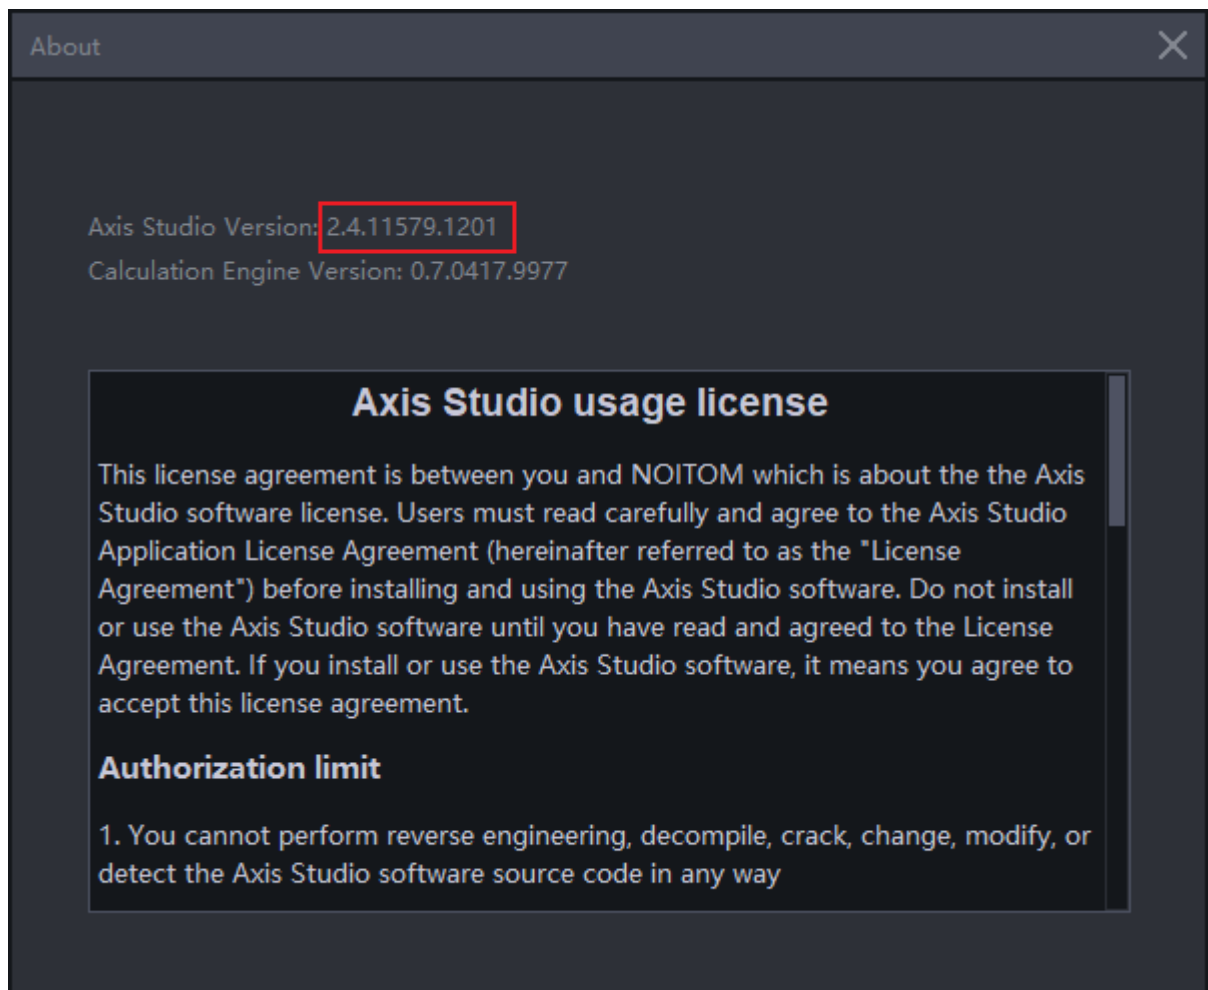 About
Axis Studio Version: 2.4.11579.1201
Calculation Engine Version: 0.7.0417.9977
Axis Studio usage license
This license agreement is between you and NOITOM which is about the the Axis
Studio software license. Users must read carefully and agree to the Axis Studio
Application License Agreement (hereinafter referred to as the "License
Agreement") before installing and using the Axis Studio software. Do not install
or use the Axis Studio software until you have read and agreed to the License
Agreement. If you install or use the Axis Studio software, it means you agree to
accept this license agreement.
Authorization limit
1. You cannot perform reverse engineering, decompile, crack, change, modify, or
detect the Axis Studio software source code in any way